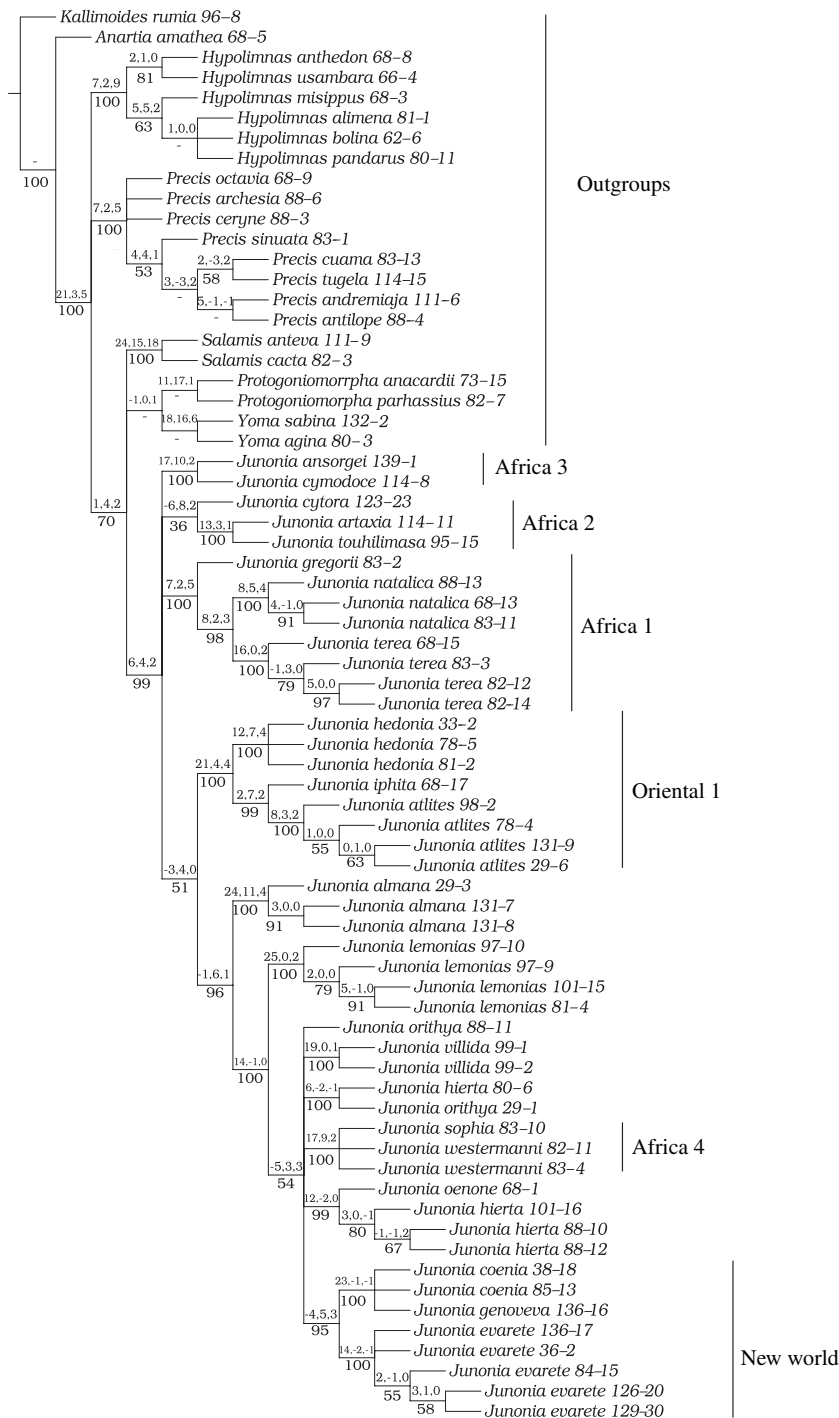 Kallimoides rumia 96–8
Anartia amathea 68–5
2,1,0
Hypolimnas anthedon 68–8
7,2,9
81
Hypolimnas usambara 66–4
100
5,5,2
Hypolimnas misippus 68–3
63
1,0,0
Hypolimnas alimena 81–1
-
Hypolimnas bolina 62–6
Hypolimnas pandarus 80–11
-
100
Precis octavia 68–9
Outgroups
7,2,5
Precis archesia 88–6
100
Precis ceryne 88–3
4,4,1
Precis sinuata 83–1
53
2,-3,2
Precis cuama 83–13
3,-3,2
58
Precis tugela 114–15
-
21,3,5
5,-1,-1
Precis andremiaja 111–6
100
-
Precis antilope 88–4
24,15,18
Salamis anteva 111–9
100
Salamis cacta 82–3
11,17,1
Protogoniomorrpha anacardii 73–15
-1,0,1
-
Protogoniomorpha parhassius 82–7
-
18,16,6
Yoma sabina 132–2
-
Yoma agina 80–3
17,10,2
Junonia ansorgei 139–1
Africa 3
100
Junonia cymodoce 114–8
1,4,2
-6,8,2
Junonia cytora 123–23
70
36
13,3,1
Junonia artaxia 114–11
Africa 2
100
Junonia touhilimasa 95–15
7,2,5
Junonia gregorii 83–2
100
8,5,4
Junonia natalica 88–13
100
4,-1,0
Junonia natalica 68–13
8,2,3
91
Junonia natalica 83–11
Africa 1
98
16,0,2
Junonia terea 68–15
100
-1,3,0
Junonia terea 83–3
6,4,2
79
5,0,0
Junonia terea 82–12
99
97
Junonia terea 82–14
12,7,4
Junonia hedonia 33–2
100
Junonia hedonia 78–5
21,4,4
Junonia hedonia 81–2
100
2,7,2
Junonia iphita 68–17
Oriental 1
99
8,3,2
Junonia atlites 98–2
100
1,0,0
Junonia atlites 78–4
55
0,1,0
Junonia atlites 131–9
63
Junonia atlites 29–6
-3,4,0
51
24,11,4
Junonia almana 29–3
100
3,0,0
Junonia almana 131–7
91
Junonia almana 131–8
25,0,2
Junonia lemonias 97–10
100
2,0,0
Junonia lemonias 97–9
-1,6,1
79
5,-1,0
Junonia lemonias 101–15
96
91
Junonia lemonias 81–4
Junonia orithya 88–11
19,0,1
Junonia villida 99–1
14,-1,0
100
Junonia villida 99–2
100
6,-2,-1
Junonia hierta 80–6
100
Junonia orithya 29–1
17,9,2
Junonia sophia 83–10
100
Junonia westermanni 82–11
Africa 4
-5,3,3
Junonia westermanni 83–4
54
12,-2,0
Junonia oenone 68–1
99
3,0,-1
Junonia hierta 101–16
80
-1,-1,2
Junonia hierta 88–10
67
Junonia hierta 88–12
23,-1,-1
Junonia coenia 38–18
100
Junonia coenia 85–13
-4,5,3
Junonia genoveva 136–16
95
Junonia evarete 136–17
14,-2,-1
Junonia evarete 36–2
New world
100
2,-1,0
Junonia evarete 84–15
55
3,1,0
Junonia evarete 126–20
58
Junonia evarete 129–30